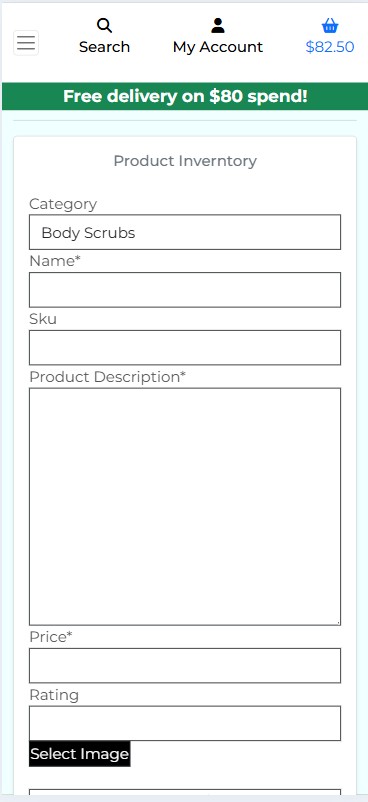 Search
My Account
$82.50
Free delivery on $80 spend!
Product Inverntory
Category
Body Scrubs
Name*
Sku
Product Description*
Price*
Rating
Select Image